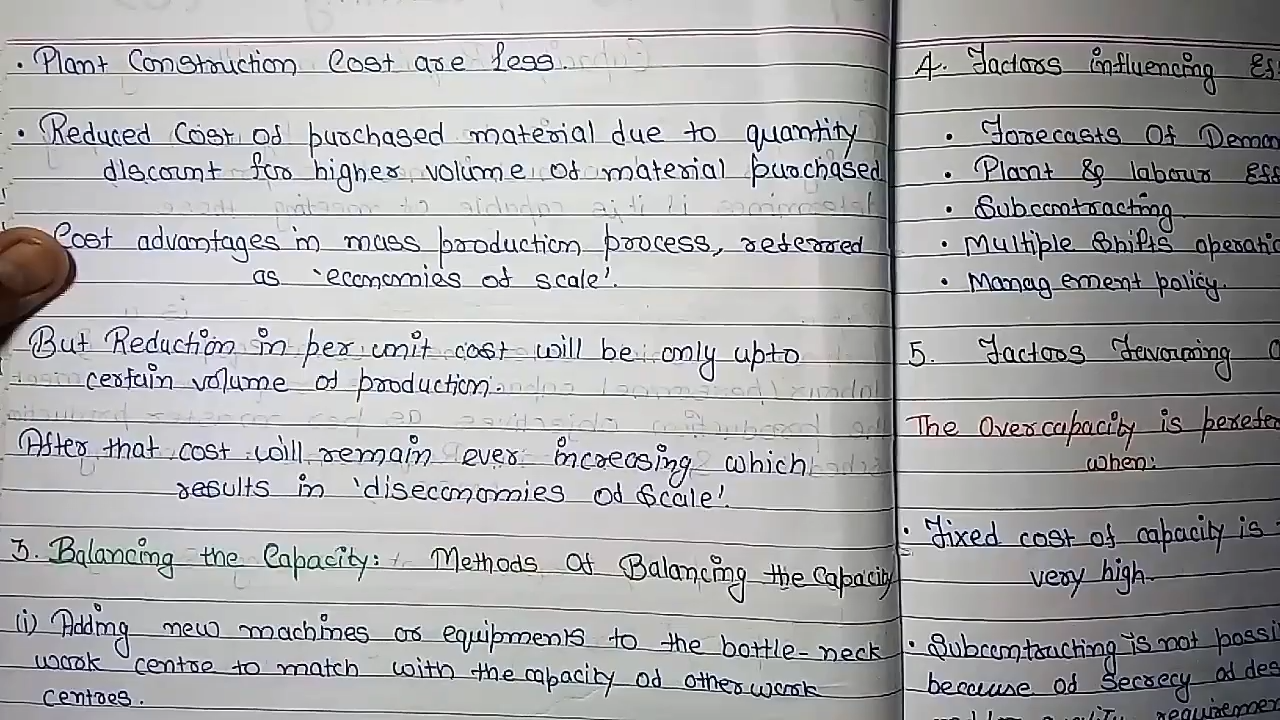 • Plant Construction Cost are less.
• Reduced Cost of purchased material due to quantity
discount for higher volume of material purchased
Cost advantages in mass production process, referred
as 'economies of scale'.
But Reduction in per unit cost will be only upto
certain volume of production.
After that cost will remain ever increasing which
results in 'diseconomies of Scale'.
3. Balancing the Capacity: Methods Of Balancing the Capacity
(i) Adding new machines or equipments to the bottle-neck
work centre to match with the capacity of other work
centres.
4. Factors influencing
• Forecasts Of
• Plant & labour
• Subcontracting
• Multiple Shifts
• Management policy.
5. Factors
The Overcapacity is
when:
• Fixed cost of capacity is
very high.
• Subcontracting is not
because of Secrecy of